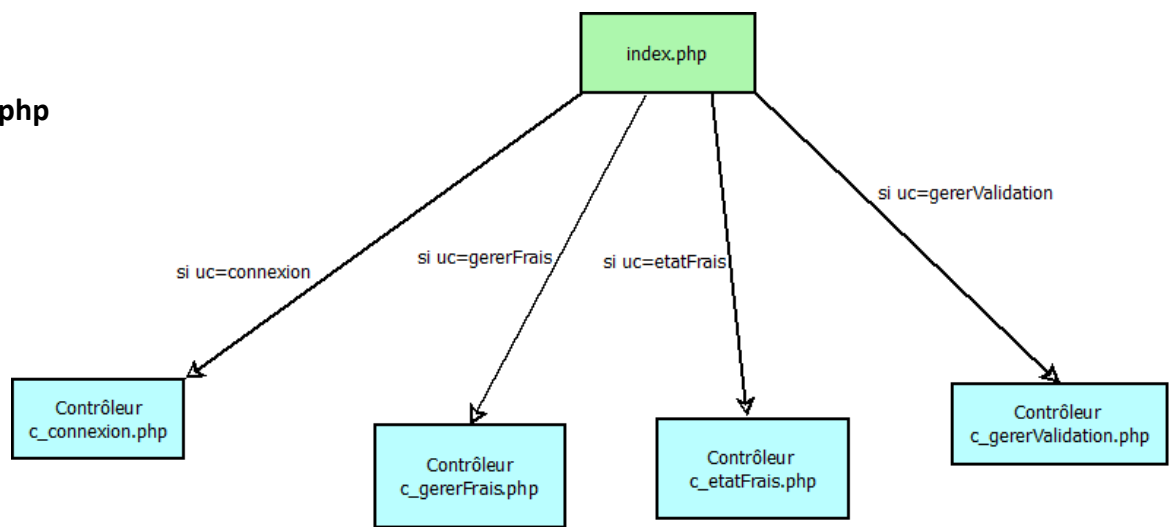 index.php
php
si uc=gererValidation
si uc=gererFrais
si uc=etatFrais
si uc=connexion
Contrôleur
c_connexion.php
Contrôleur
c_gererFrais.php
Contrôleur
c_etatFrais.php
Contrôleur
c_gererValidation.php